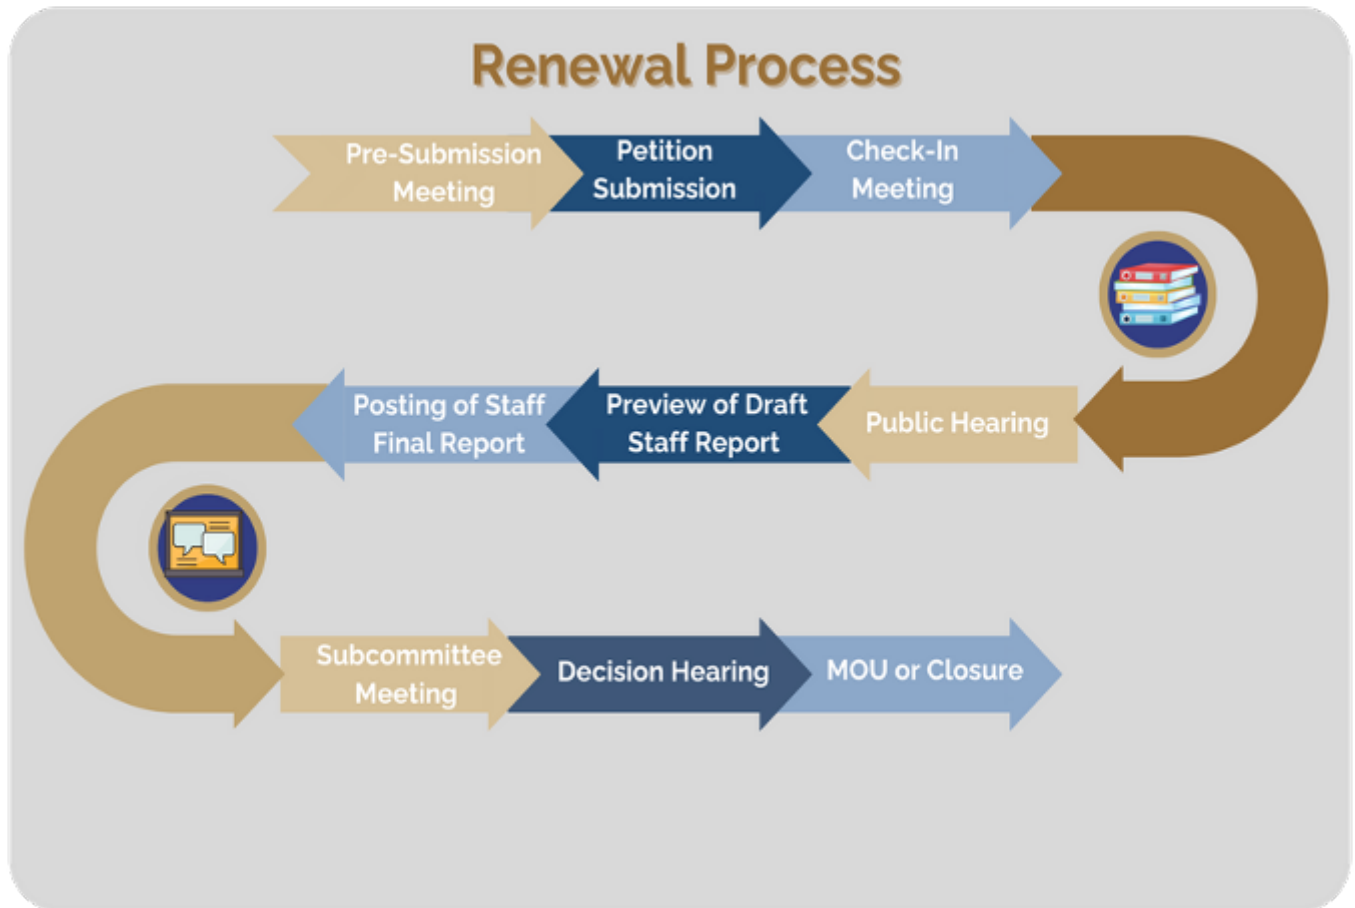 Renewal Process
Pre-Submission
Meeting
Petition
Submission
Check-In
Meeting
Public Hearing
Preview of Draft
Staff Report
Posting of Staff
Final Report
Subcommittee
Meeting
Decision Hearing
MOU or Closure